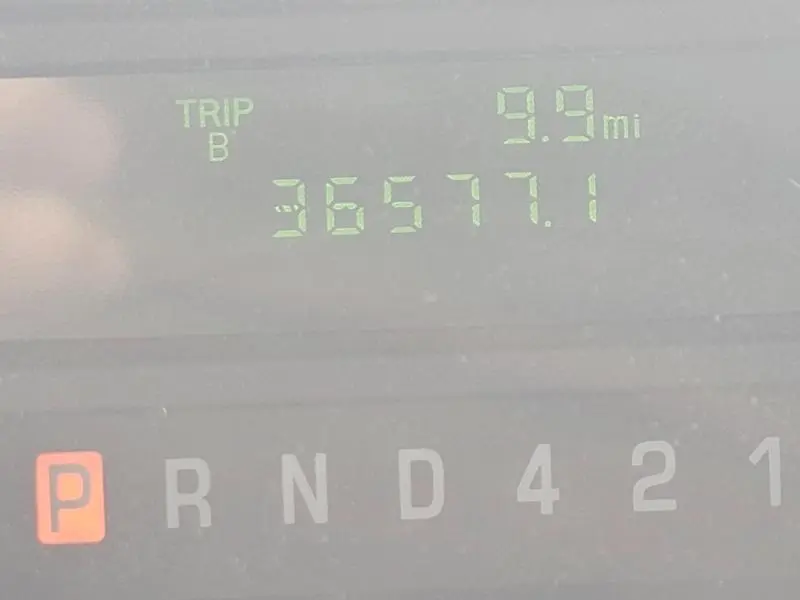 TRIP 9.9 mi
B
36577.1
P R N D 4 2 1